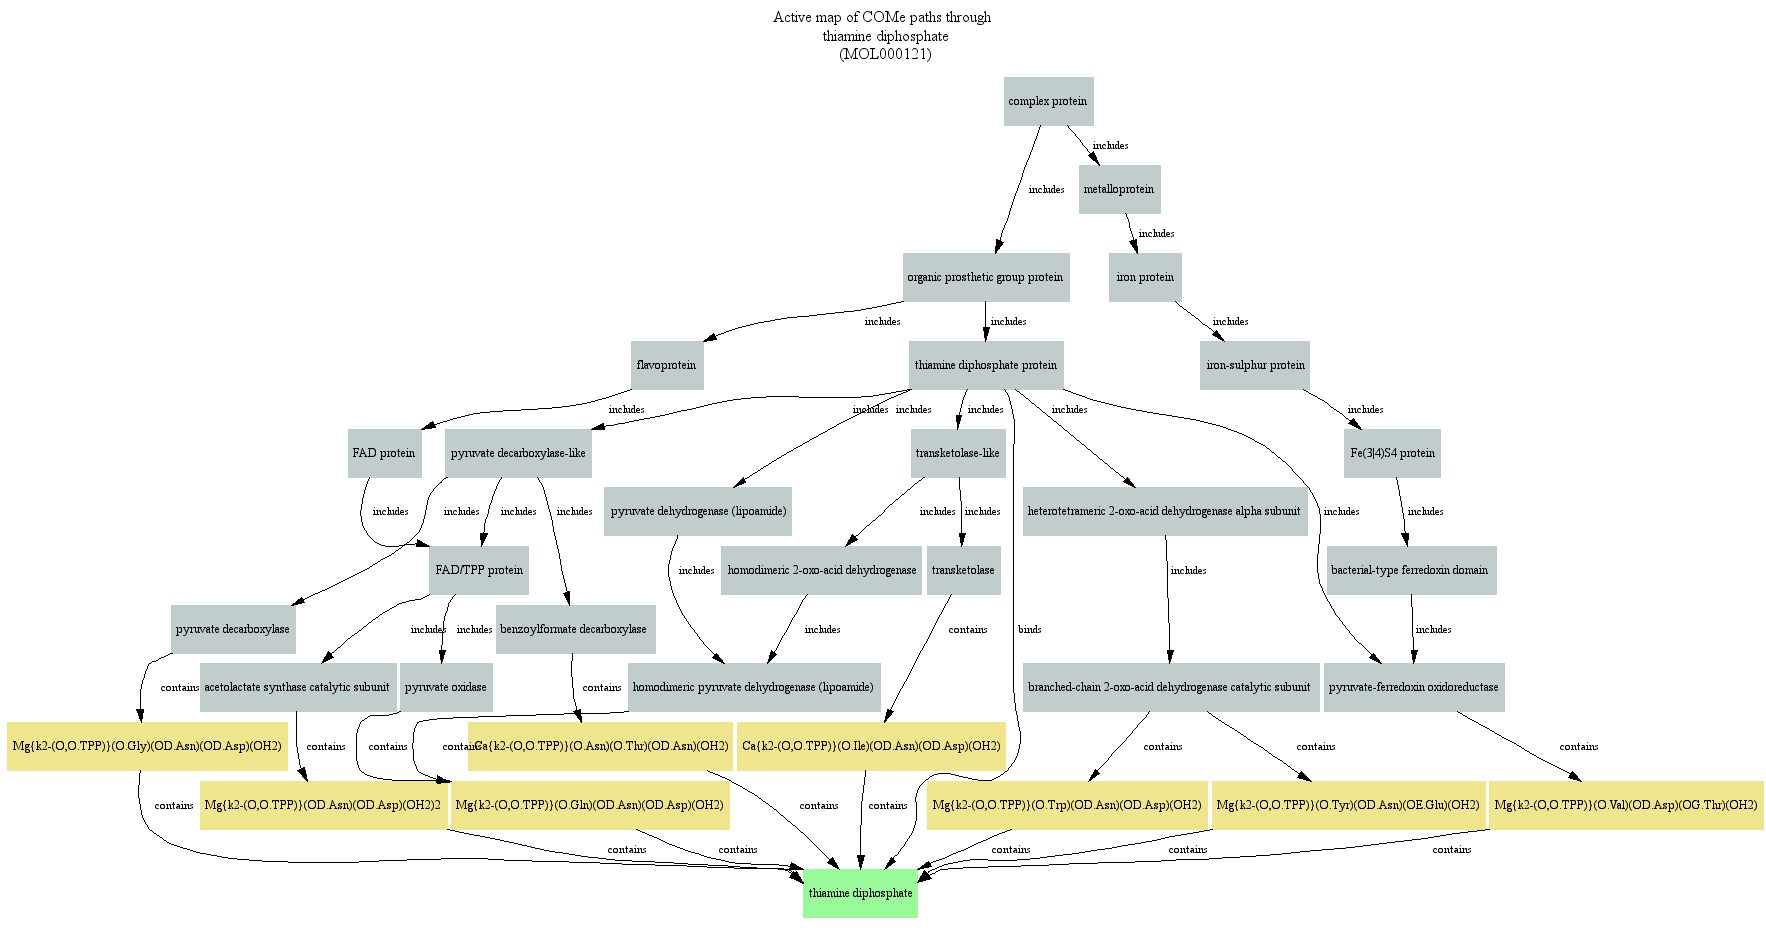 Active map of COMe paths through
thiamine diphosphate
(MOL000121)
complex protein
includes
metalloprotein
includes
includes
organic prosthetic group protein
iron protein
includes
includes
includes
flavoprotein
thiamine diphosphate protein
iron-sulphur protein
includes
includes
includes
includes
includes
includes
FAD protein
pyruvate decarboxylase-like
transketolase-like
Fe(3|4)S4 protein
pyruvate dehydrogenase (lipoamide)
heterotetrameric 2-oxo-acid dehydrogenase alpha subunit
includes
includes
includes
includes
includes
includes
includes
includes
FAD/TPP protein
homodimeric 2-oxo-acid dehydrogenase
transketolase
bacterial-type ferredoxin domain
includes
includes
pyruvate decarboxylase
includes
includes
benzoylformate decarboxylase
includes
contains
binds
includes
contains
acetolactate synthase catalytic subunit
pyruvate oxidase
contains
homodimeric pyruvate dehydrogenase (lipoamide)
branched-chain 2-oxo-acid dehydrogenase catalytic subunit
pyruvate-ferredoxin oxidoreductase
Mg{k2-(O,O.TPP)}(O.Gly)(OD.Asn)(OD.Asp)(OH2)
contains
contains
contains
Ca{k2-(O,O.TPP)}(O.Asn)(O.Thr)(OD.Asn)(OH2)
Ca{k2-(O,O.TPP)}(O.Ile)(OD.Asn)(OD.Asp)(OH2)
contains
contains
contains
contains
Mg{k2-(O,O.TPP)}(OD.Asn)(OD.Asp)(OH2)2
Mg{k2-(O,O.TPP)}(O.Gln)(OD.Asn)(OD.Asp)(OH2)
contains
contains
Mg{k2-(O,O.TPP)}(O.Trp)(OD.Asn)(OD.Asp)(OH2)
Mg{k2-(O,O.TPP)}(O.Tyr)(OD.Asn)(OE.Glu)(OH2)
Mg{k2-(O,O.TPP)}(O.Val)(OD.Asp)(OG.Thr)(OH2)
contains
contains
contains
contains
contains
thiamine diphosphate